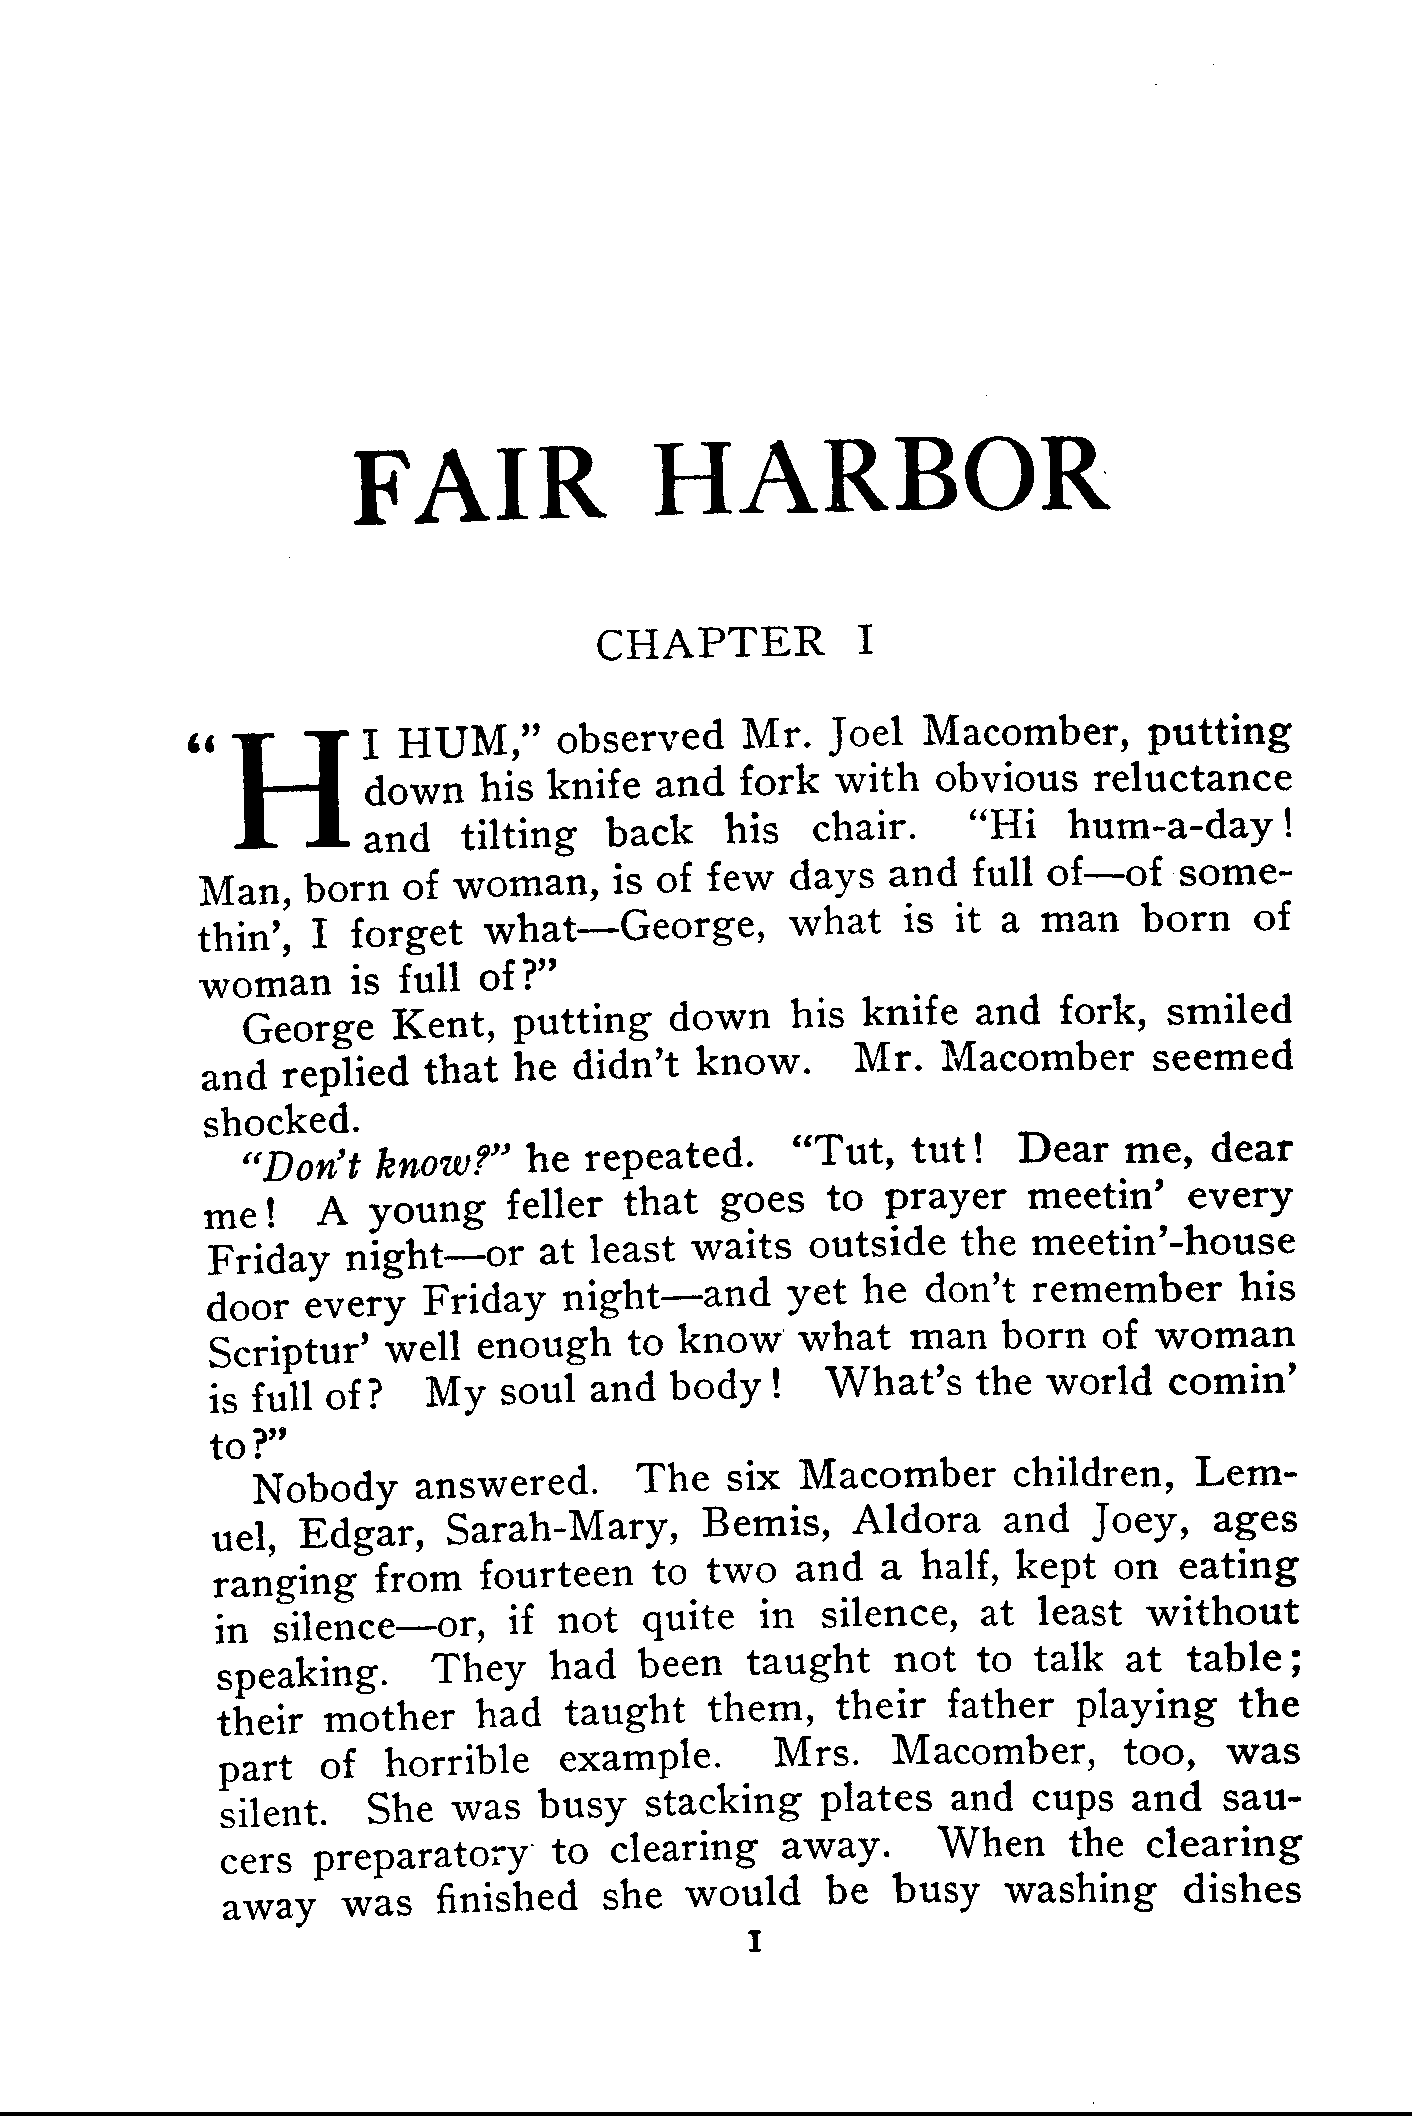 FAIR HARBOR
CHAPTER I
“HI HUM,” observed Mr. Joel Macomber, putting
down his knife and fork with obvious reluctance
and tilting back his chair. “Hi hum-a-day!
Man, born of woman, is of few days and full of—of some-
thin’, I forget what—George, what is it a man born of
woman is full of?”
George Kent, putting down his knife and fork, smiled
and replied that he didn’t know. Mr. Macomber seemed
shocked.
“Don’t know?” he repeated. “Tut, tut! Dear me, dear
me! A young feller that goes to prayer meetin’ every
Friday night—or at least waits outside the meetin’-house
door every Friday night—and yet he don’t remember his
Scriptur’ well enough to know what man born of woman
is full of? My soul and body! What’s the world comin’
to?”
Nobody answered. The six Macomber children, Lem-
uel, Edgar, Sarah-Mary, Bemis, Aldora and Joey, ages
ranging from fourteen to two and a half, kept on eating
in silence—or, if not quite in silence, at least without
speaking. They had been taught not to talk at table;
their mother had taught them, their father playing the
part of horrible example. Mrs. Macomber, too, was
silent. She was busy stacking plates and cups and sau-
cers preparatory to clearing away. When the clearing
away was finished she would be busy washing dishes
I